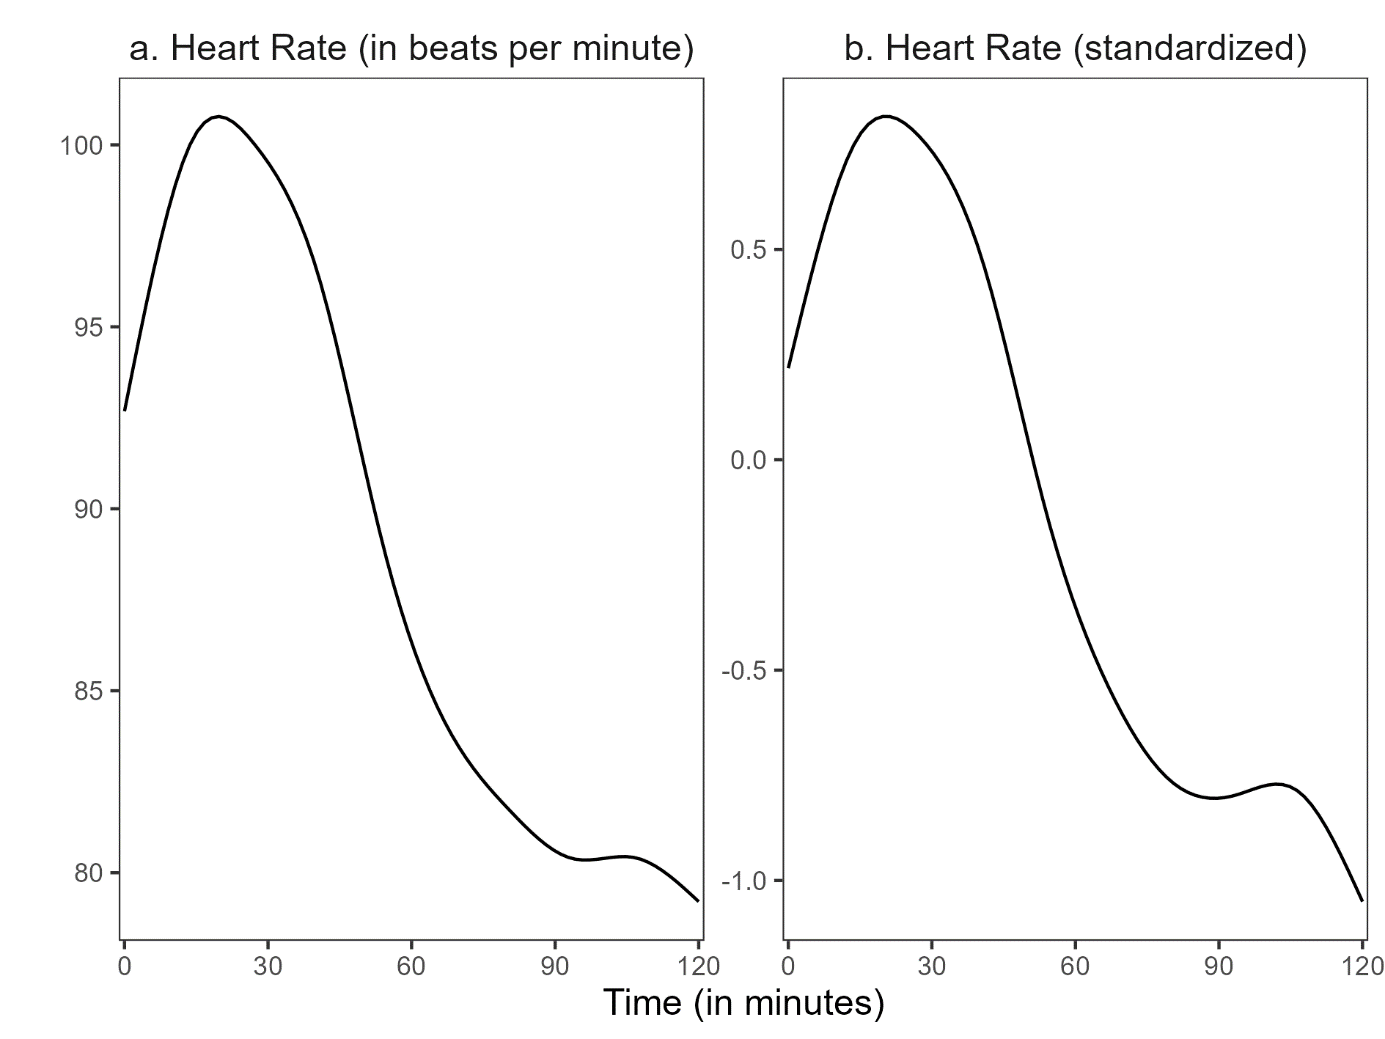 a. Heart Rate (in beats per minute)
b. Heart Rate (standardized)
100
95
90
85
80
0.5
0.0
-0.5
-1.0
0 30 60 90 120
0 30 60 90 120
Time (in minutes)